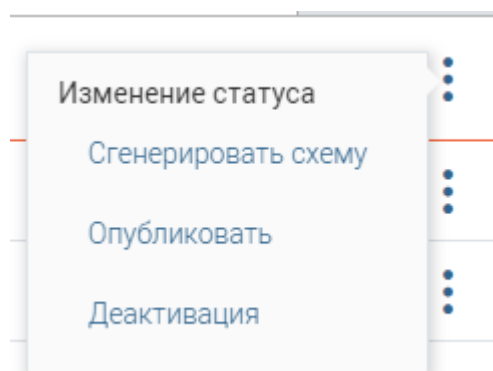 Изменение статуса
Сгенерировать схему
Опубликовать
Деактивация